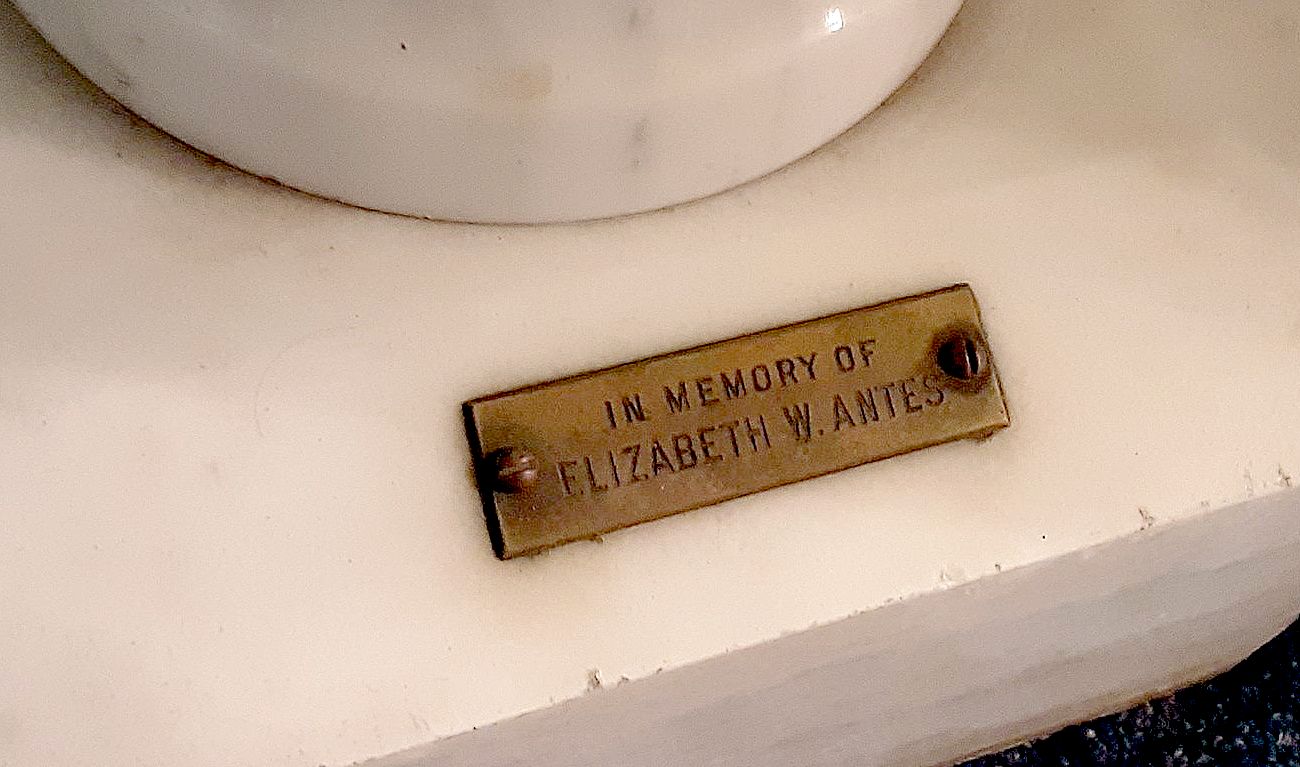 IN MEMORY OF
ELIZABETH W. ANTES